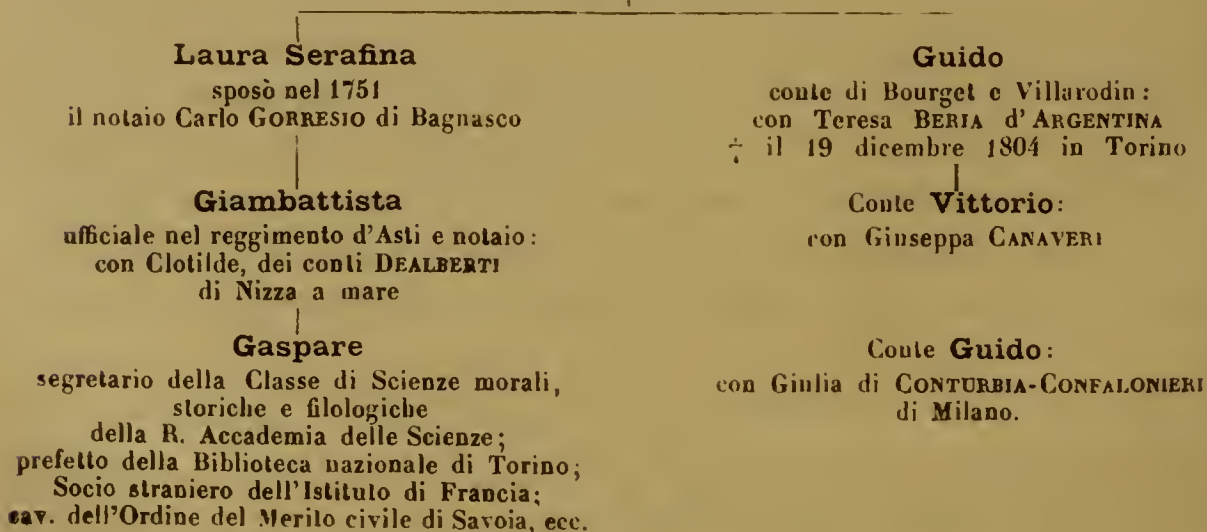 Laura Serafina
sposò nel 1751
il notaio Carlo GORRESIO di Bagnasco
Giambattista
ufficiale nel reggimento d'Asti e notaio:
con Clotilde, dei conti DEALBERTI
di Nizza a mare
Gaspare
segretario della Classe di Scienze morali,
storiche e filologiche
della R. Accademia delle Scienze;
prefetto della Biblioteca nazionale di Torino;
Socio straniero dell'Istituto di Francia;
cav. dell'Ordine del Merito civile di Savoia, ecc.
Guido
conte di Bourget e Villarodin:
con Teresa BERIA d'ARGENTINA
† il 19 dicembre 1804 in Torino
Conte Vittorio:
con Giuseppa CANAVERI
Conte Guido:
con Giulia di CONTURBIA-CONFALONIERI
di Milano.